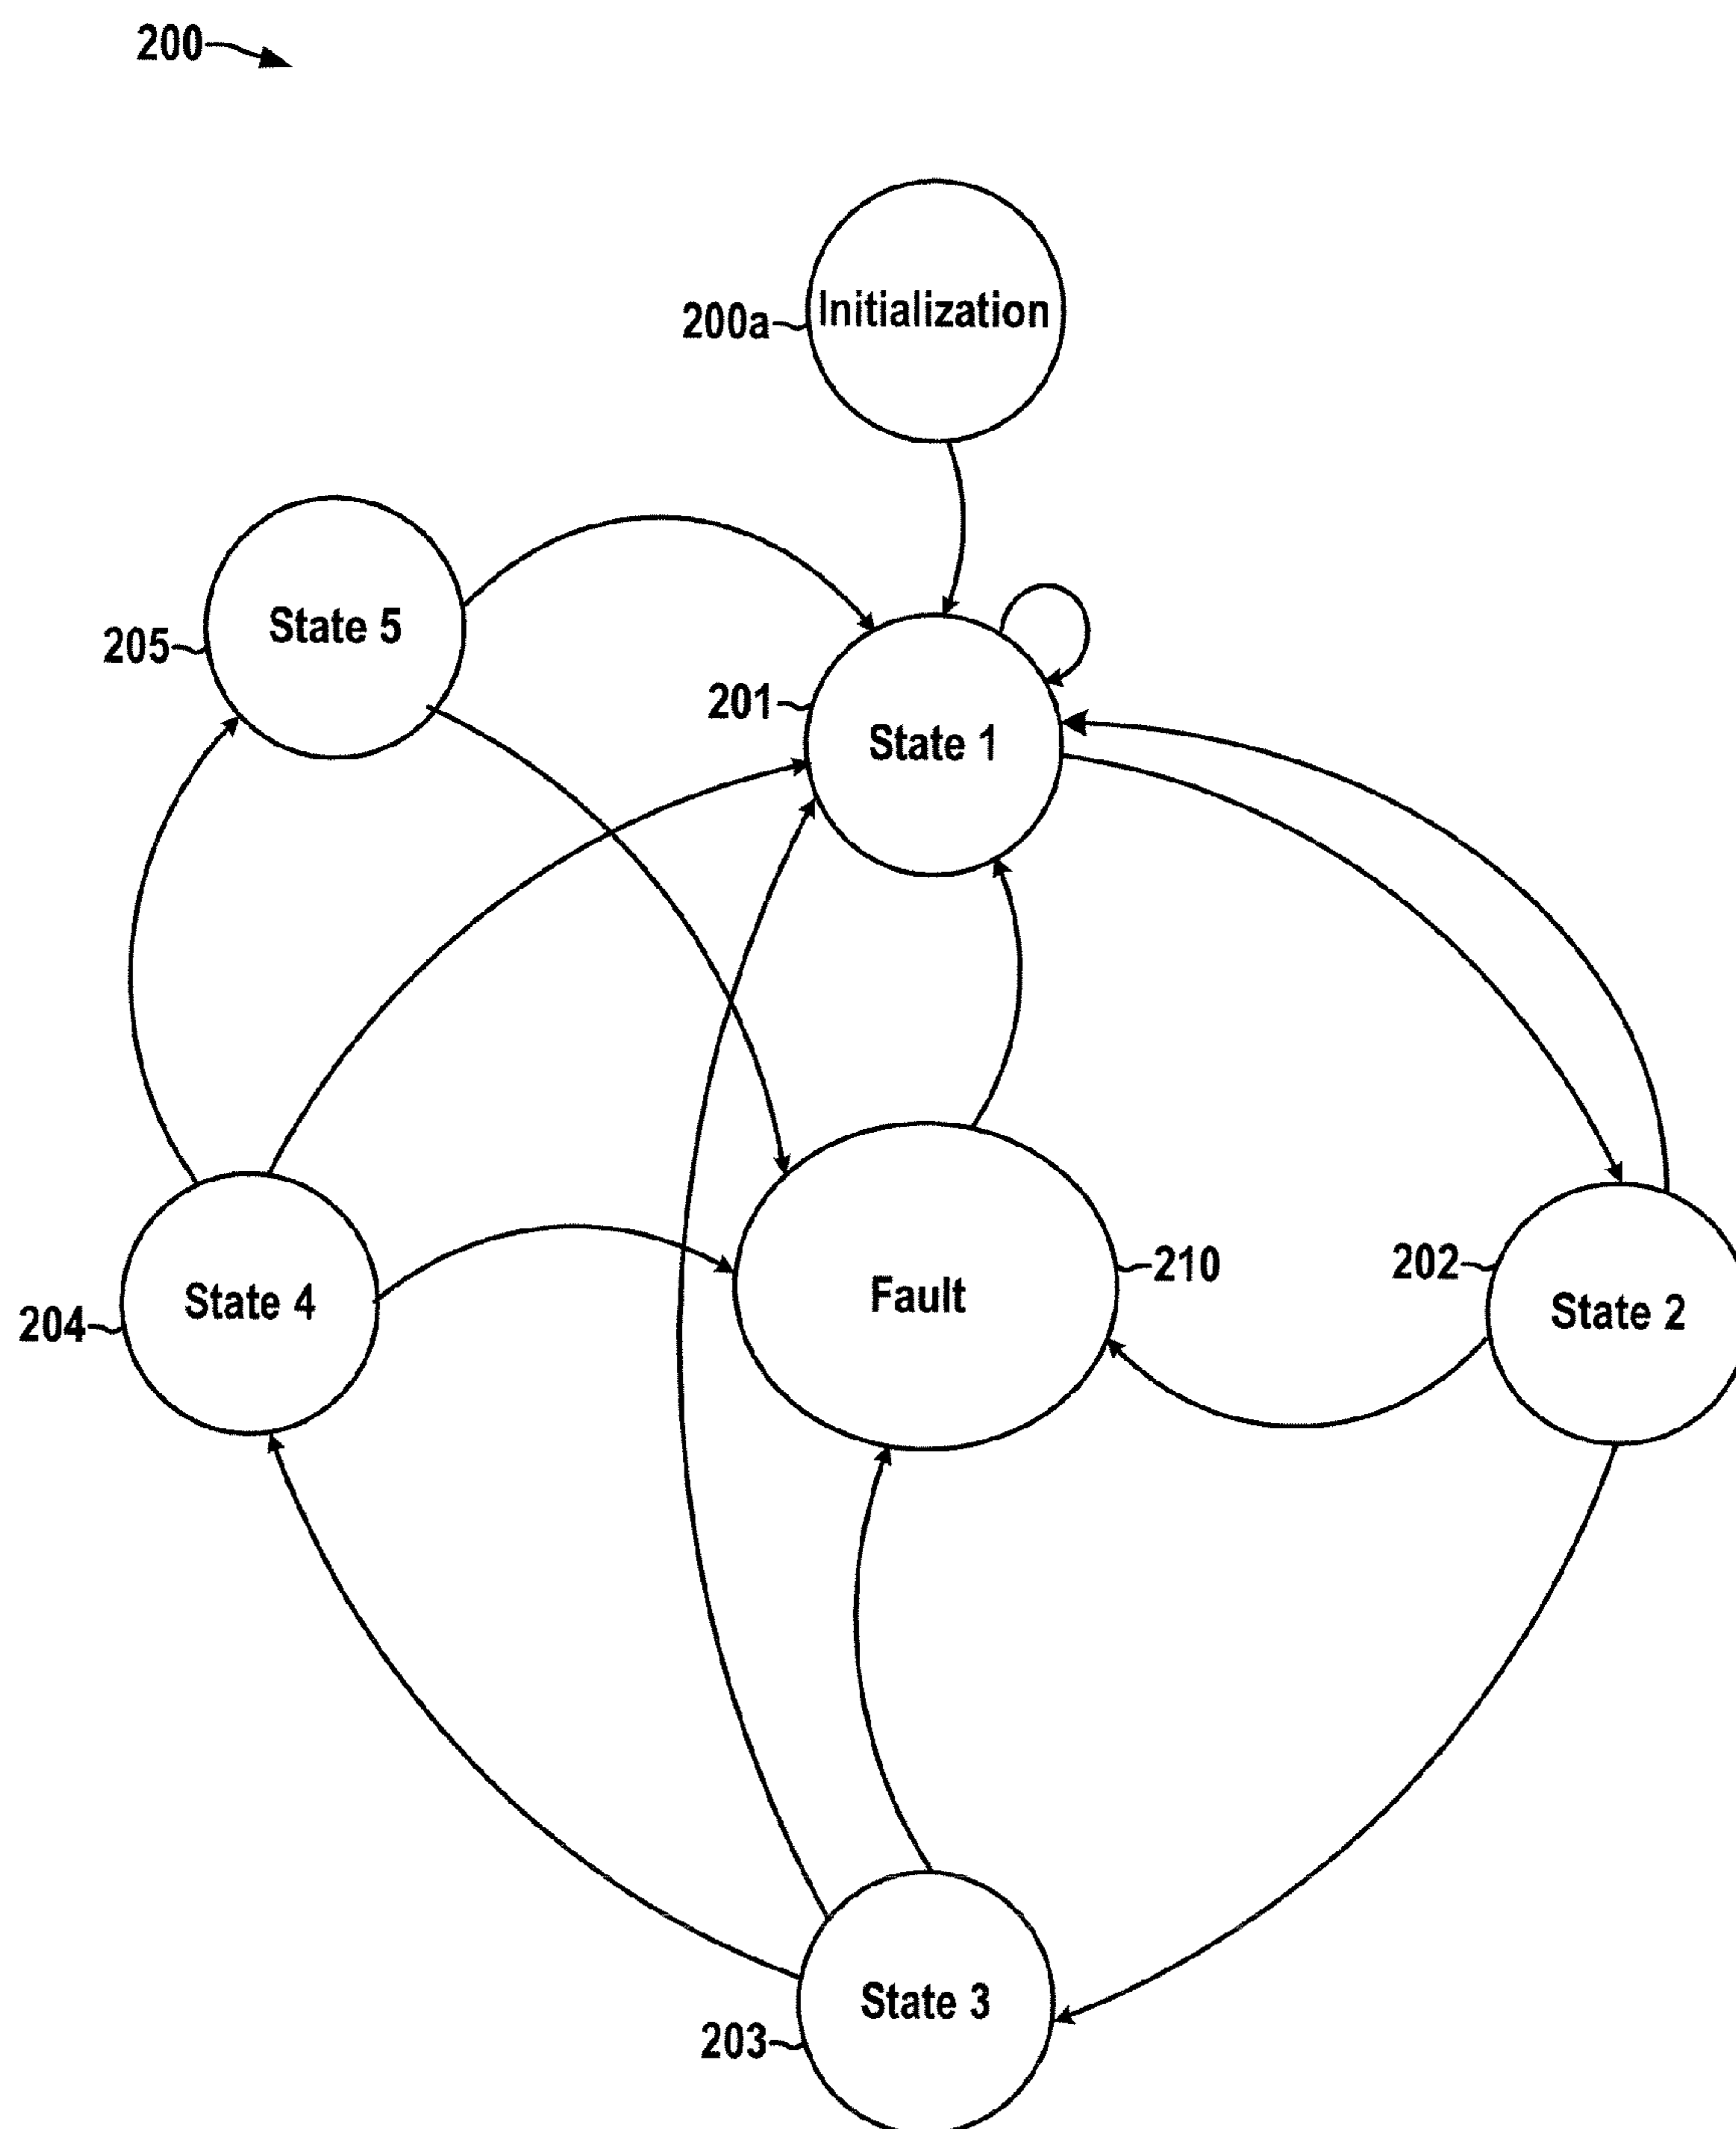 200
Initialization
200a
State 5
205
201
State 1
210
202
Fault
State 4
State 2
204
State 3
203